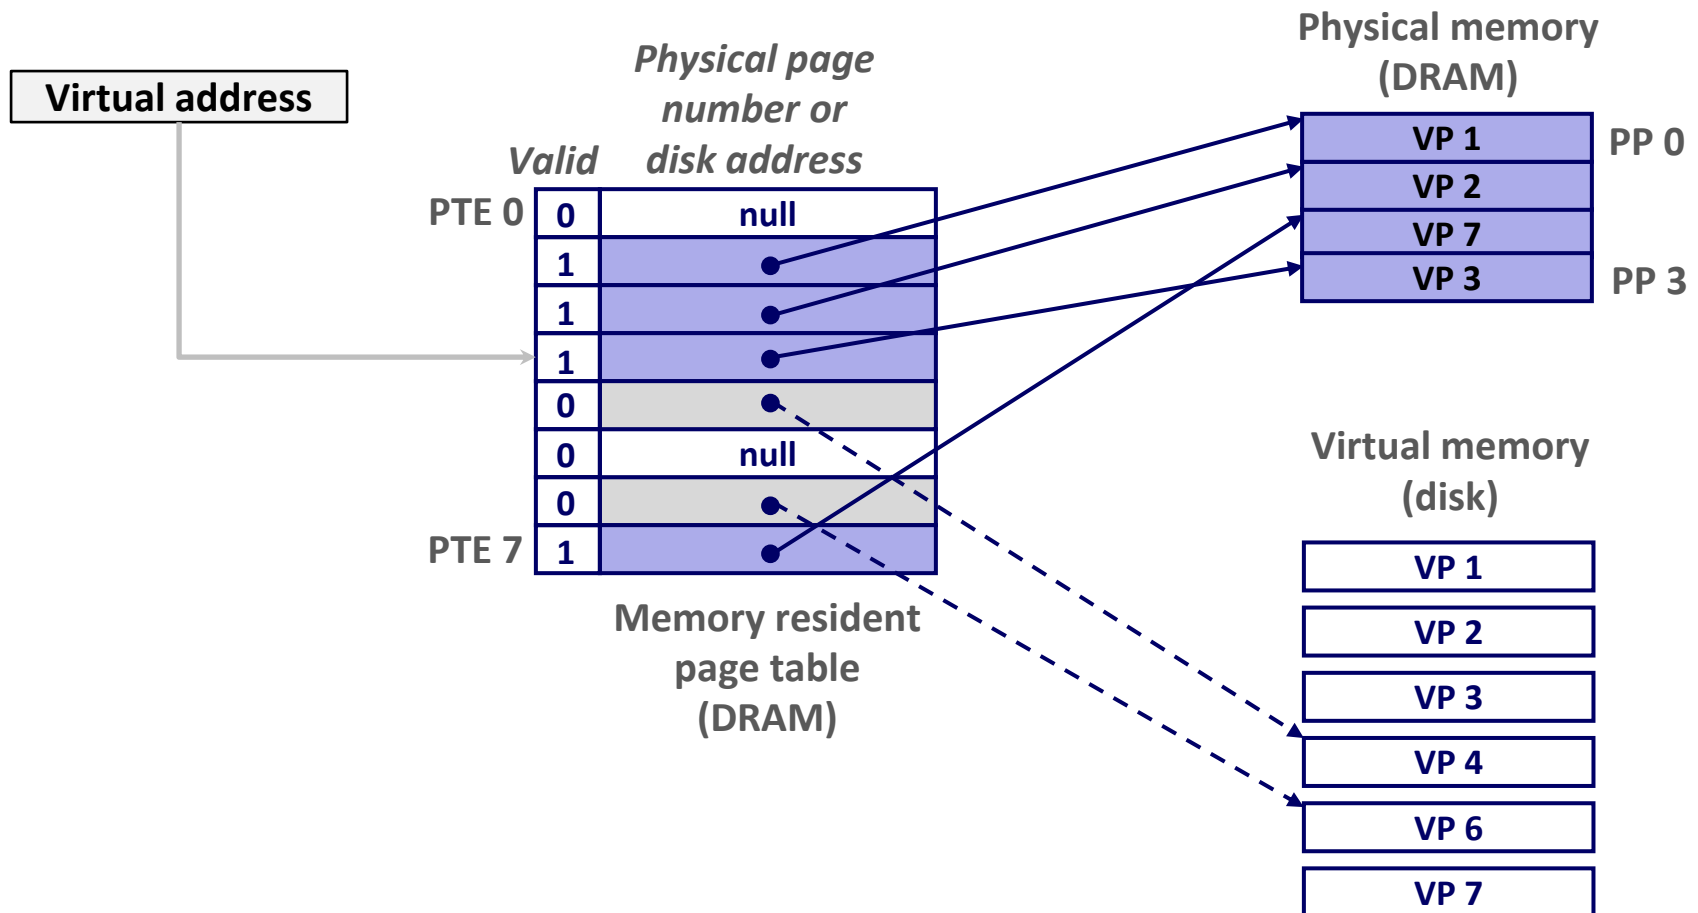 Virtual address
Physical page
number or
disk address
Valid
PTE 0
0
null
1
1
1
0
0
null
0
PTE 7
1
Memory resident
page table
(DRAM)
Physical memory
(DRAM)
VP 1
PP 0
VP 2
VP 7
VP 3
PP 3
Virtual memory
(disk)
VP 1
VP 2
VP 3
VP 4
VP 6
VP 7